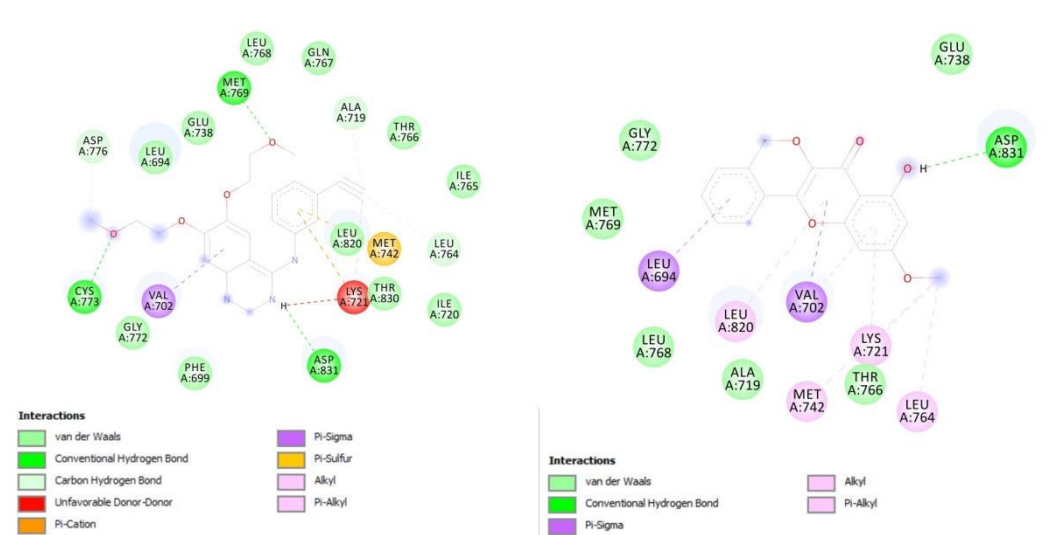 LEU
A:768
GLN
A:767
MET
A:769
ALA
A:719
GLU
A:738
THR
A:766
ASP
A:776
LEU
A:694
ILE
A:765
LEU
A:820
MET
A:742
LEU
A:764
CYS
A:773
VAL
A:702
LYS
A:721
THR
A:830
ILE
A:720
GLY
A:772
PHE
A:699
ASP
A:831
O
O
O
O
N
N
N
N
H
Interactions
van der Waals
Conventional Hydrogen Bond
Carbon Hydrogen Bond
Unfavorable Donor-Donor
Pi-Cation
Pi-Sigma
Pi-Sulfur
Alkyl
Pi-Alkyl
GLU
A:738
GLY
A:772
ASP
A:831
MET
A:769
LEU
A:694
LEU
A:820
VAL
A:702
LEU
A:768
ALA
A:719
LYS
A:721
THR
A:766
MET
A:742
LEU
A:764
O
O
O
H
O
O
Interactions
van der Waals
Conventional Hydrogen Bond
Pi-Sigma
Alkyl
Pi-Alkyl